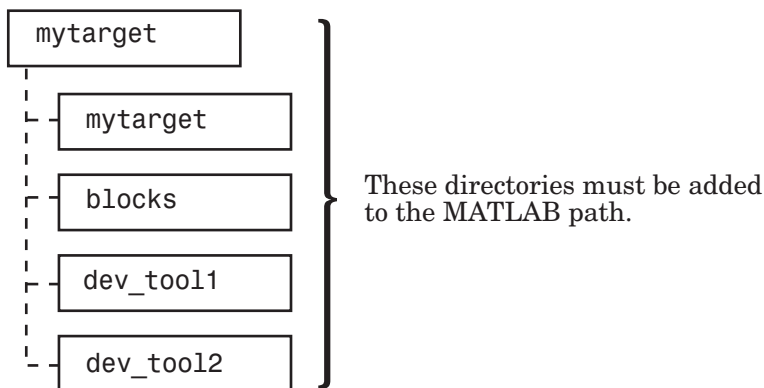 mytarget
mytarget
blocks
dev_tool1
dev_tool2
These directories must be added
to the MATLAB path.